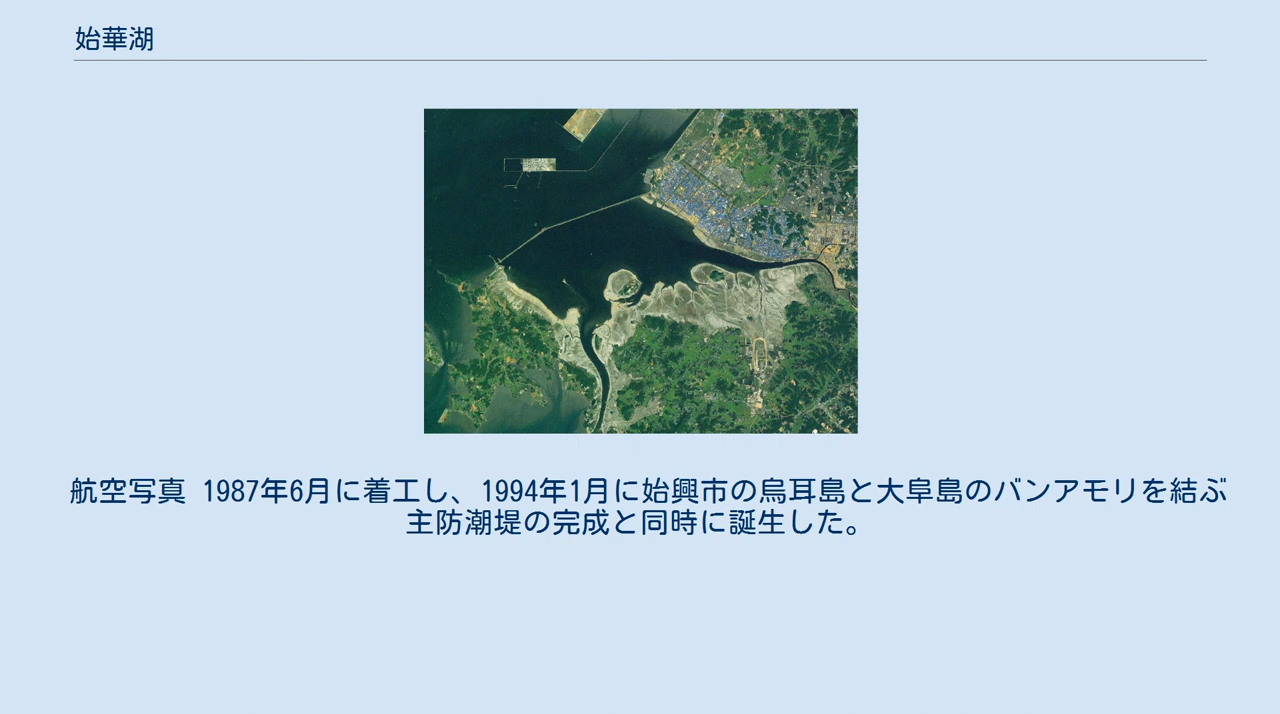 始華湖
航空写真 1987年6月に着工し、1994年1月に始興市の烏耳島と大阜島のバンアモリを結ぶ
主防潮堤の完成と同時に誕生した。